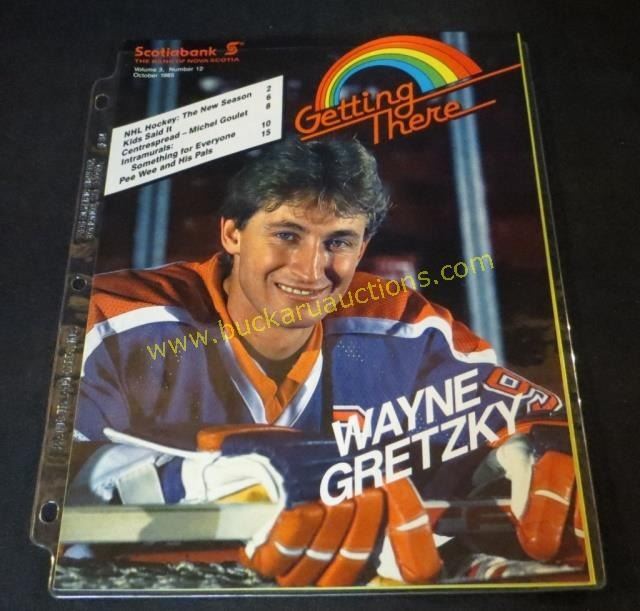 Scotiabank S
THE BANK OF NOVA SCOTIA
Volume 3, Number 12
October 1985
NHL Hockey: The New Season 2
Kids Said It 6
Centrespread - Michel Goulet 8
Intramurals:
Something for Everyone 10
Pee Wee and His Pals 15
Getting
There
www.buckaruauctions.com
WAYNE
GRETZKY